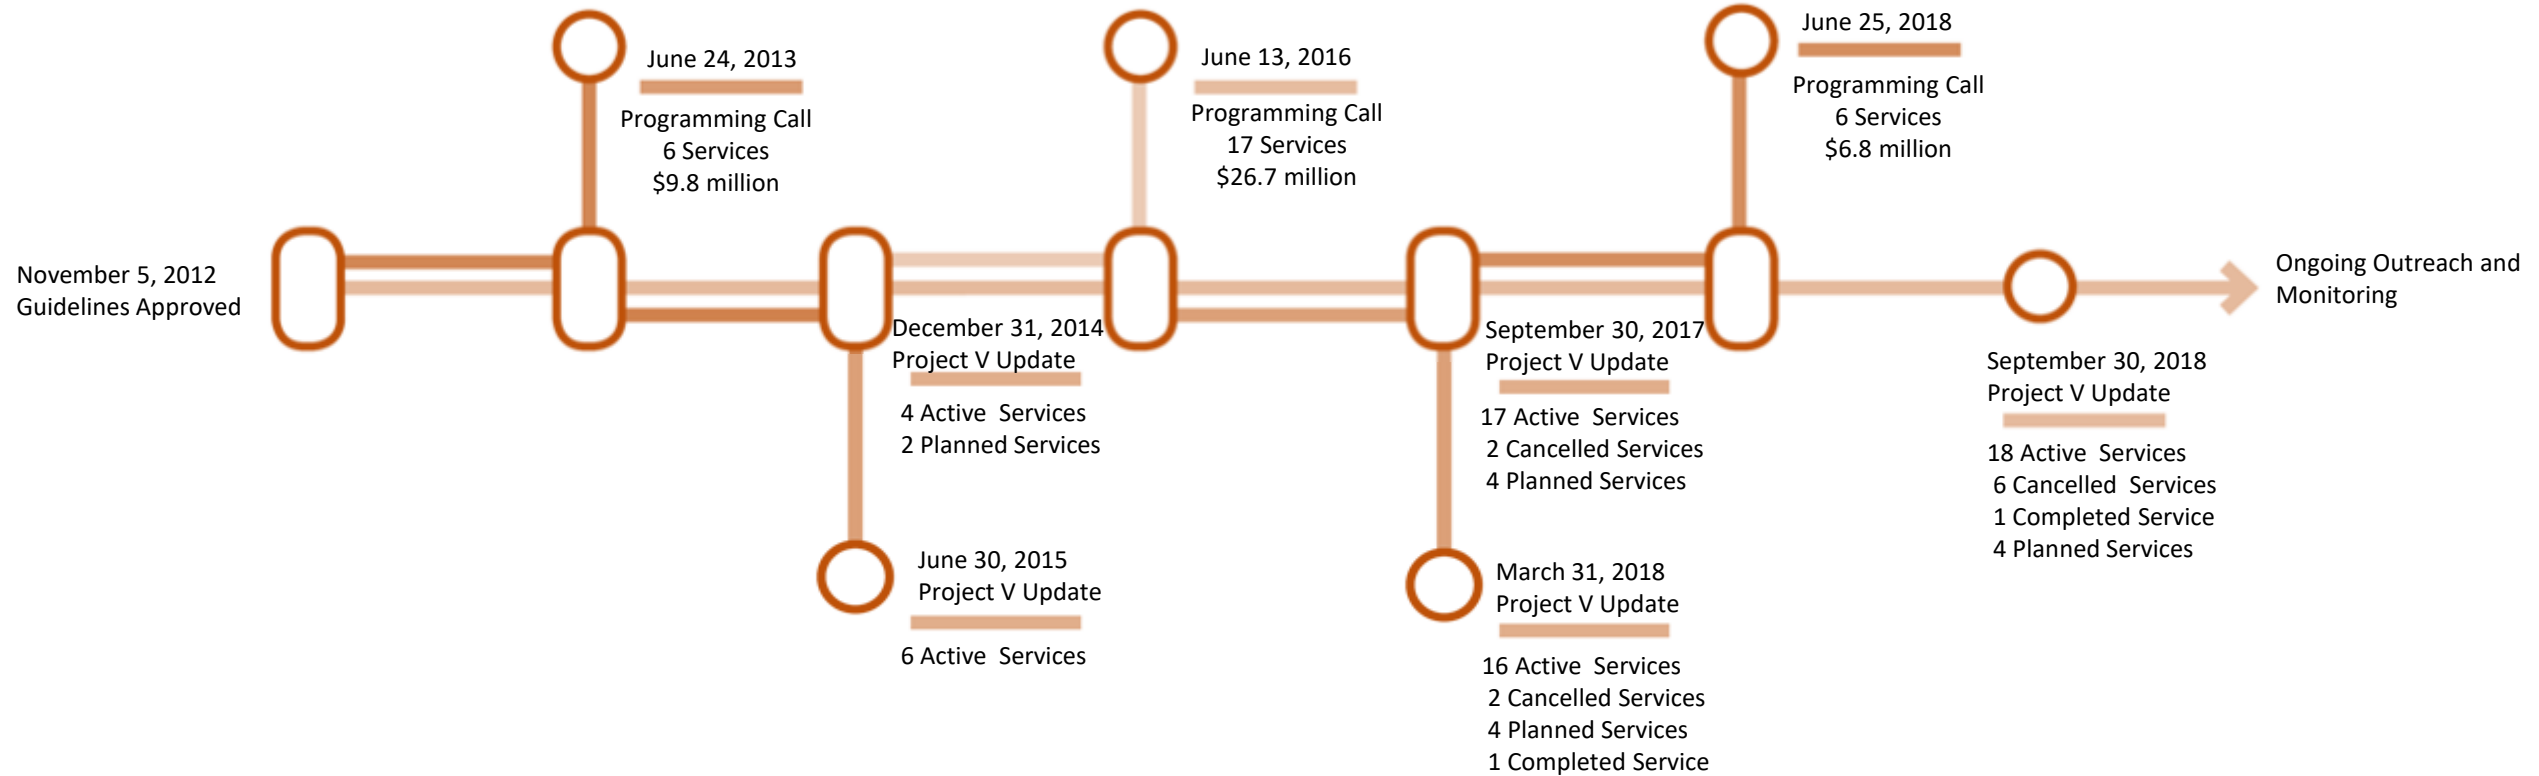 November 5, 2012
Guidelines Approved
June 24, 2013
Programming Call
6 Services
$9.8 million
December 31, 2014
Project V Update
4 Active  Services
2 Planned Services
June 30, 2015
Project V Update
6 Active  Services
June 13, 2016
Programming Call
17 Services
$26.7 million
September 30, 2017
Project V Update
17 Active  Services
2 Cancelled Services
4 Planned Services
March 31, 2018
Project V Update
16 Active  Services
2 Cancelled Services
4 Planned Services
1 Completed Service
June 25, 2018
Programming Call
6 Services
$6.8 million
September 30, 2018
Project V Update
18 Active  Services
6 Cancelled  Services
1 Completed Service
4 Planned Services
Ongoing Outreach and
Monitoring